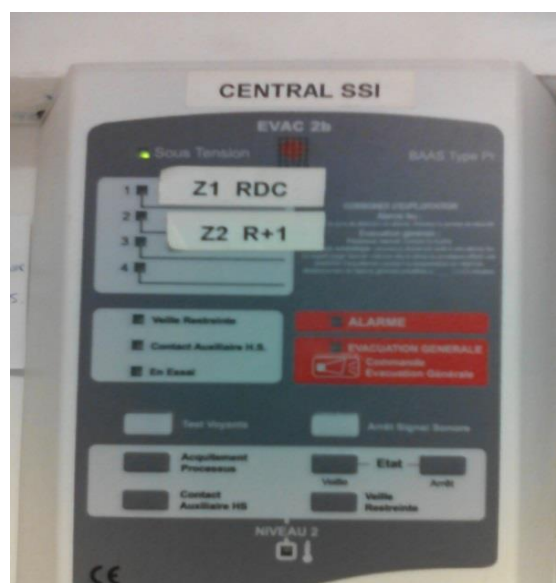 CENTRAL SSI
EVAC 2b
Sous Tension
BAAS Type Pr
1
Z1 RDC
2
Z2 R+1
3
4
CONSIGNES D'EXPLOITATION
Veille Restreinte
ALARME
Contact Auxiliaire H.S.
EVACUATION GENERALE
Commande
Evacuation Générale
En Essai
Test Voyants
Arrêt Signal Sonore
Acquittement
Processus
Etat
Veille
Arrêt
Contact
Auxiliaire HS
Veille
Restreinte
NIVEAU 2
CE